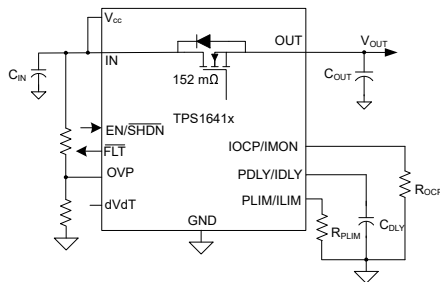 Vcc
IN
OUT
VOUT
CIN
COUT
152 mΩ
TPS1641x
EN/SHDN
FLT
OVP
dVdT
IOCP/IMON
PDLY/IDLY
PLIM/ILIM
GND
ROCP
RPLIM
CDLY